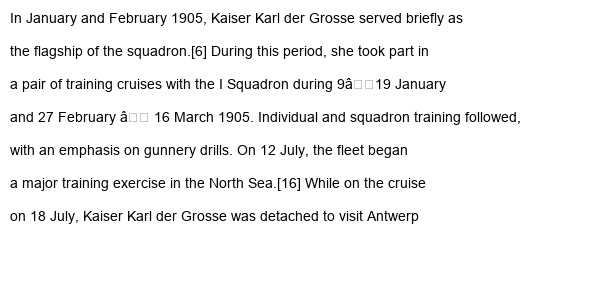 In January and February 1905, Kaiser Karl der Grosse served briefly as
the flagship of the squadron.[6] During this period, she took part in
a pair of training cruises with the I Squadron during 9â□□19 January
and 27 February â□□ 16 March 1905. Individual and squadron training followed,
with an emphasis on gunnery drills. On 12 July, the fleet began
a major training exercise in the North Sea.[16] While on the cruise
on 18 July, Kaiser Karl der Grosse was detached to visit Antwerp